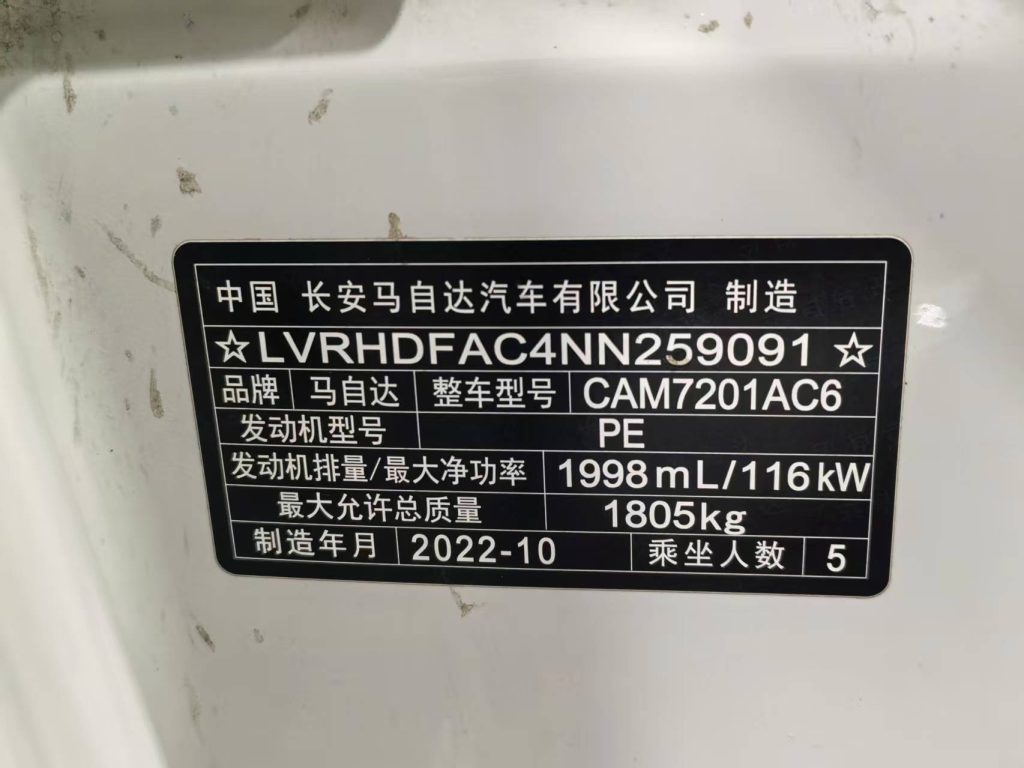 中国 长安马自达汽车有限公司 制造
☆LVRHDFAC4NN259091☆
品牌 马自达 整车型号 CAM7201AC6
发动机型号 PE
发动机排量/最大净功率 1998mL/116kW
最大允许总质量 1805kg
制造年月 2022-10 乘坐人数 5